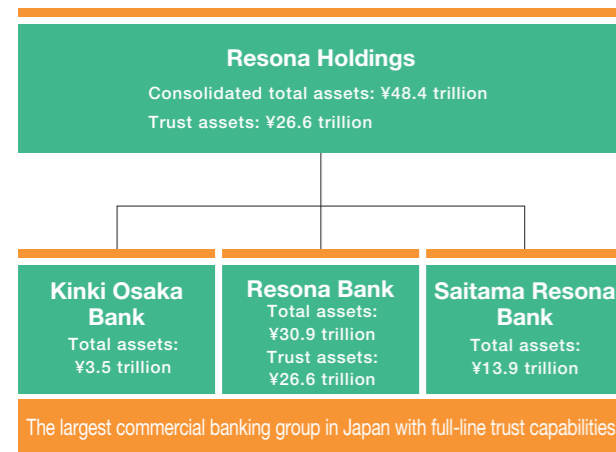 Resona Holdings
Consolidated total assets: ¥48.4 trillion
Trust assets: ¥26.6 trillion
Kinki Osaka
Bank
Total assets:
¥3.5 trillion
Resona Bank
Total assets:
¥30.9 trillion
Trust assets:
¥26.6 trillion
Saitama Resona
Bank
Total assets:
¥13.9 trillion
The largest commercial banking group in Japan with full-line trust capabilities